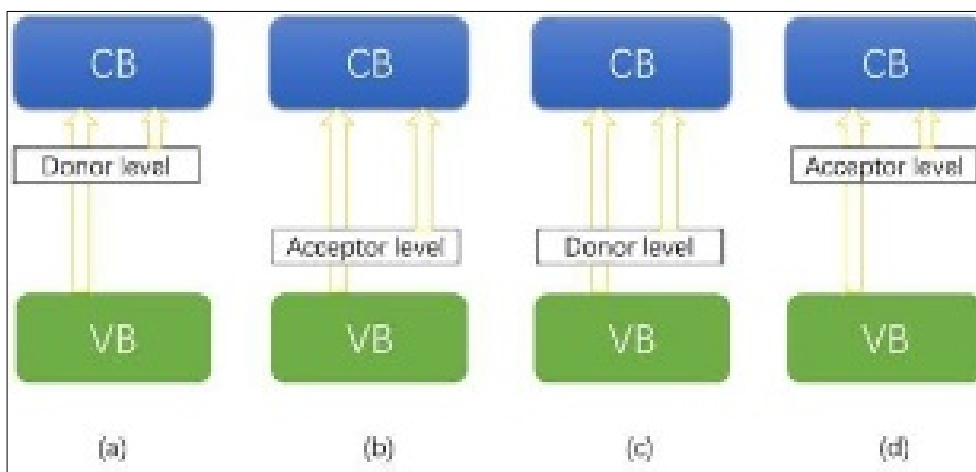 CB CB CB CB
Donor level Acceptor level
Acceptor level Donor level
VB VB VB VB
(a) (b) (c) (d)